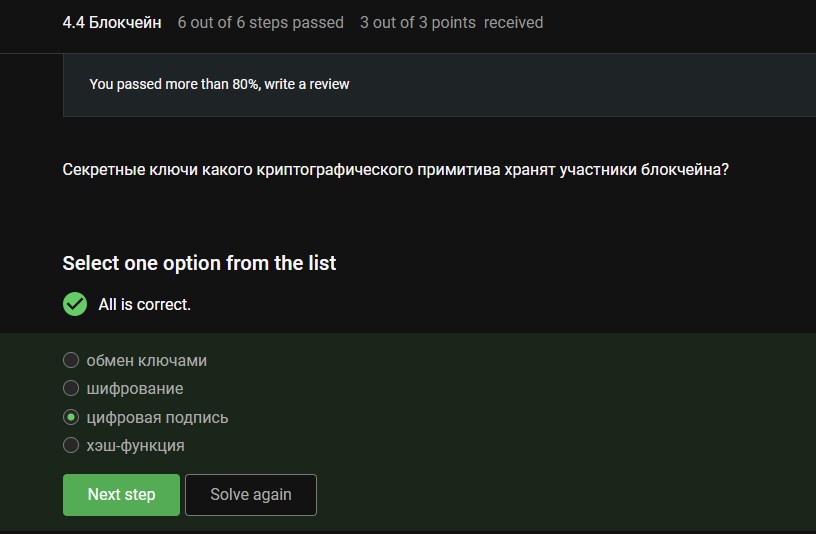 4.4 Блокчейн 6 out of 6 steps passed 3 out of 3 points received
You passed more than 80%, write a review
Секретные ключи какого криптографического примитива хранят участники блокчейна?
Select one option from the list
All is correct.
обмен ключами
шифрование
цифровая подпись
хэш-функция
Next step Solve again